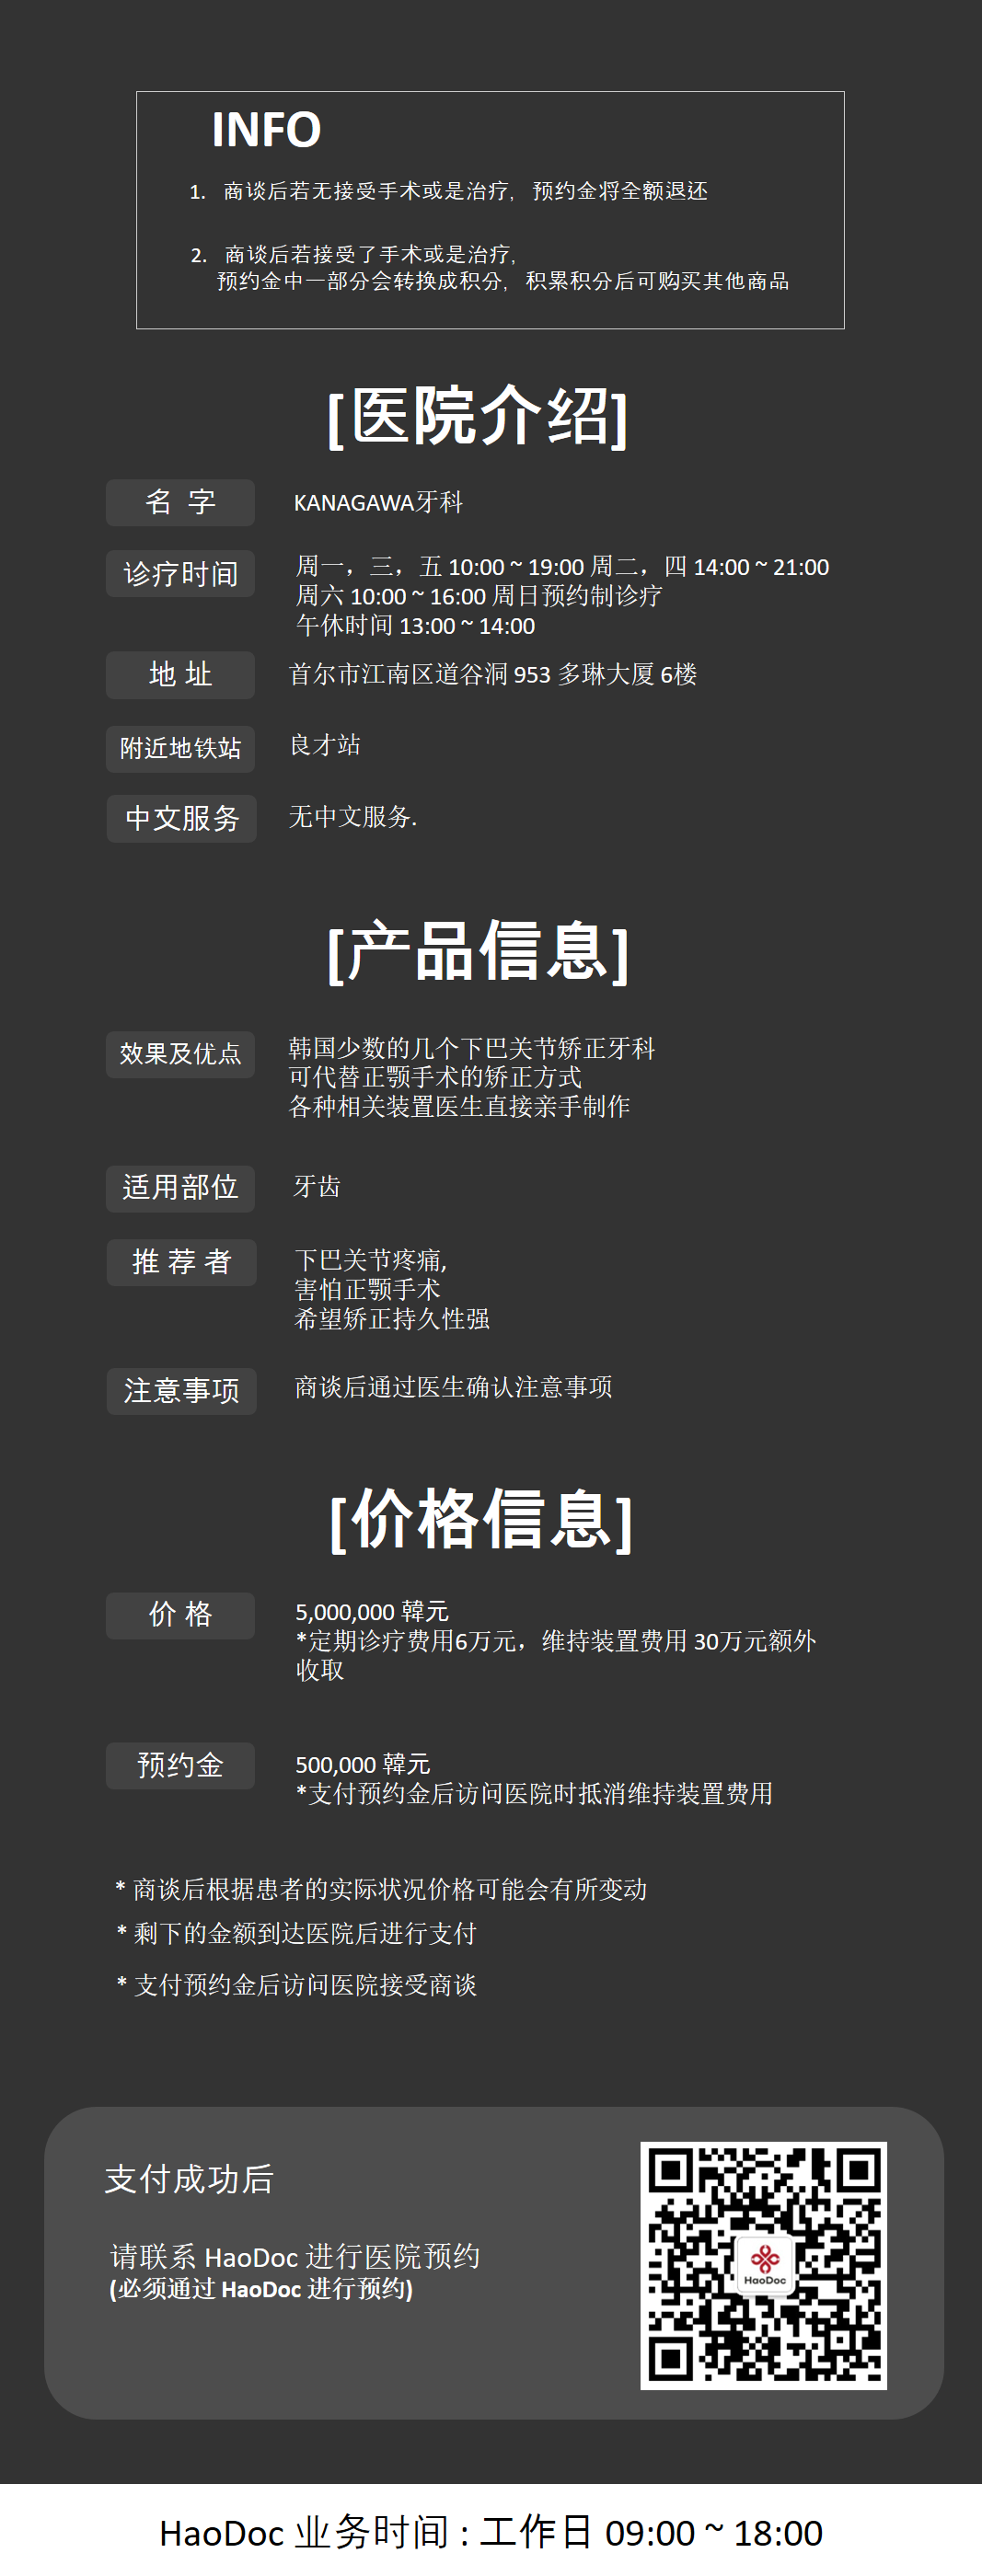 INFO
1. 商谈后若无接受手术或是治疗, 预约金将全额退还
2. 商谈后若接受了手术或是治疗,
预约金中一部分会转换成积分, 积累积分后可购买其他商品
[医院介绍]
名 字 KANAGAWA牙科
诊疗时间 周一，三，五 10:00 ~ 19:00 周二，四 14:00 ~ 21:00
周六 10:00 ~ 16:00 周日预约制诊疗
午休时间 13:00 ~ 14:00
地 址 首尔市江南区道谷洞 953 多琳大厦 6楼
附近地铁站 良才站
中文服务 无中文服务.
[产品信息]
效果及优点 韩国少数的几个下巴关节矫正牙科
可代替正颚手术的矫正方式
各种相关装置医生直接亲手制作
适用部位 牙齿
推 荐 者 下巴关节疼痛,
害怕正颚手术
希望矫正持久性强
注意事项 商谈后通过医生确认注意事项
[价格信息]
价 格 5,000,000 韓元
*定期诊疗费用6万元，维持装置费用 30万元额外
收取
预约金 500,000 韓元
*支付预约金后访问医院时抵消维持装置费用
* 商谈后根据患者的实际状况价格可能会有所变动
* 剩下的金额到达医院后进行支付
* 支付预约金后访问医院接受商谈
支付成功后
请联系 HaoDoc 进行医院预约
(必须通过 HaoDoc 进行预约)
HaoDoc
HaoDoc 业务时间 : 工作日 09:00 ~ 18:00